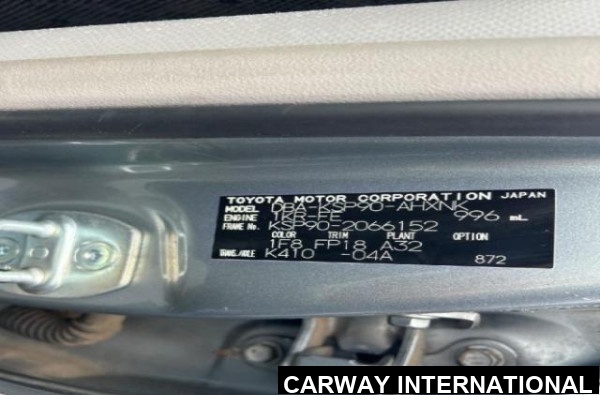 TOYOTA MOTOR CORPORATION JAPAN
MODEL DBA-KSP90-AHXNK
ENGINE 1KR-FE 996 mL
FRAME No. KSP90-2066152
COLOR TRIM PLANT OPTION
1F8 FP18 A32
TRANS./AXLE K410 -04A 872
CARWAY INTERNATIONAL